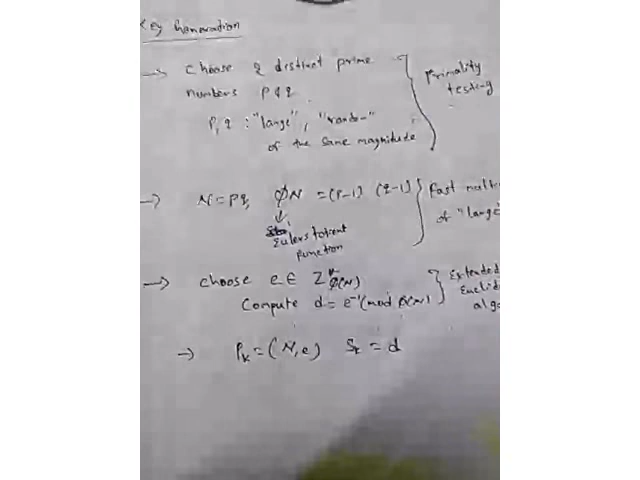 Key Generation
→ choose 2 distinct prime
numbers p & q
p, q : "large", "random"
of the same magnitude
Primality
testing
→ N = pq, ϕN = (p-1) (q-1)
↓
Eulers totient
function
Fast multi
of "large
→ choose e ∈ Z*ϕ(N)
Compute d = e⁻¹ (mod ϕ(N))
Extended
Euclid
algo
→ Pk = (N, e) Sk = d